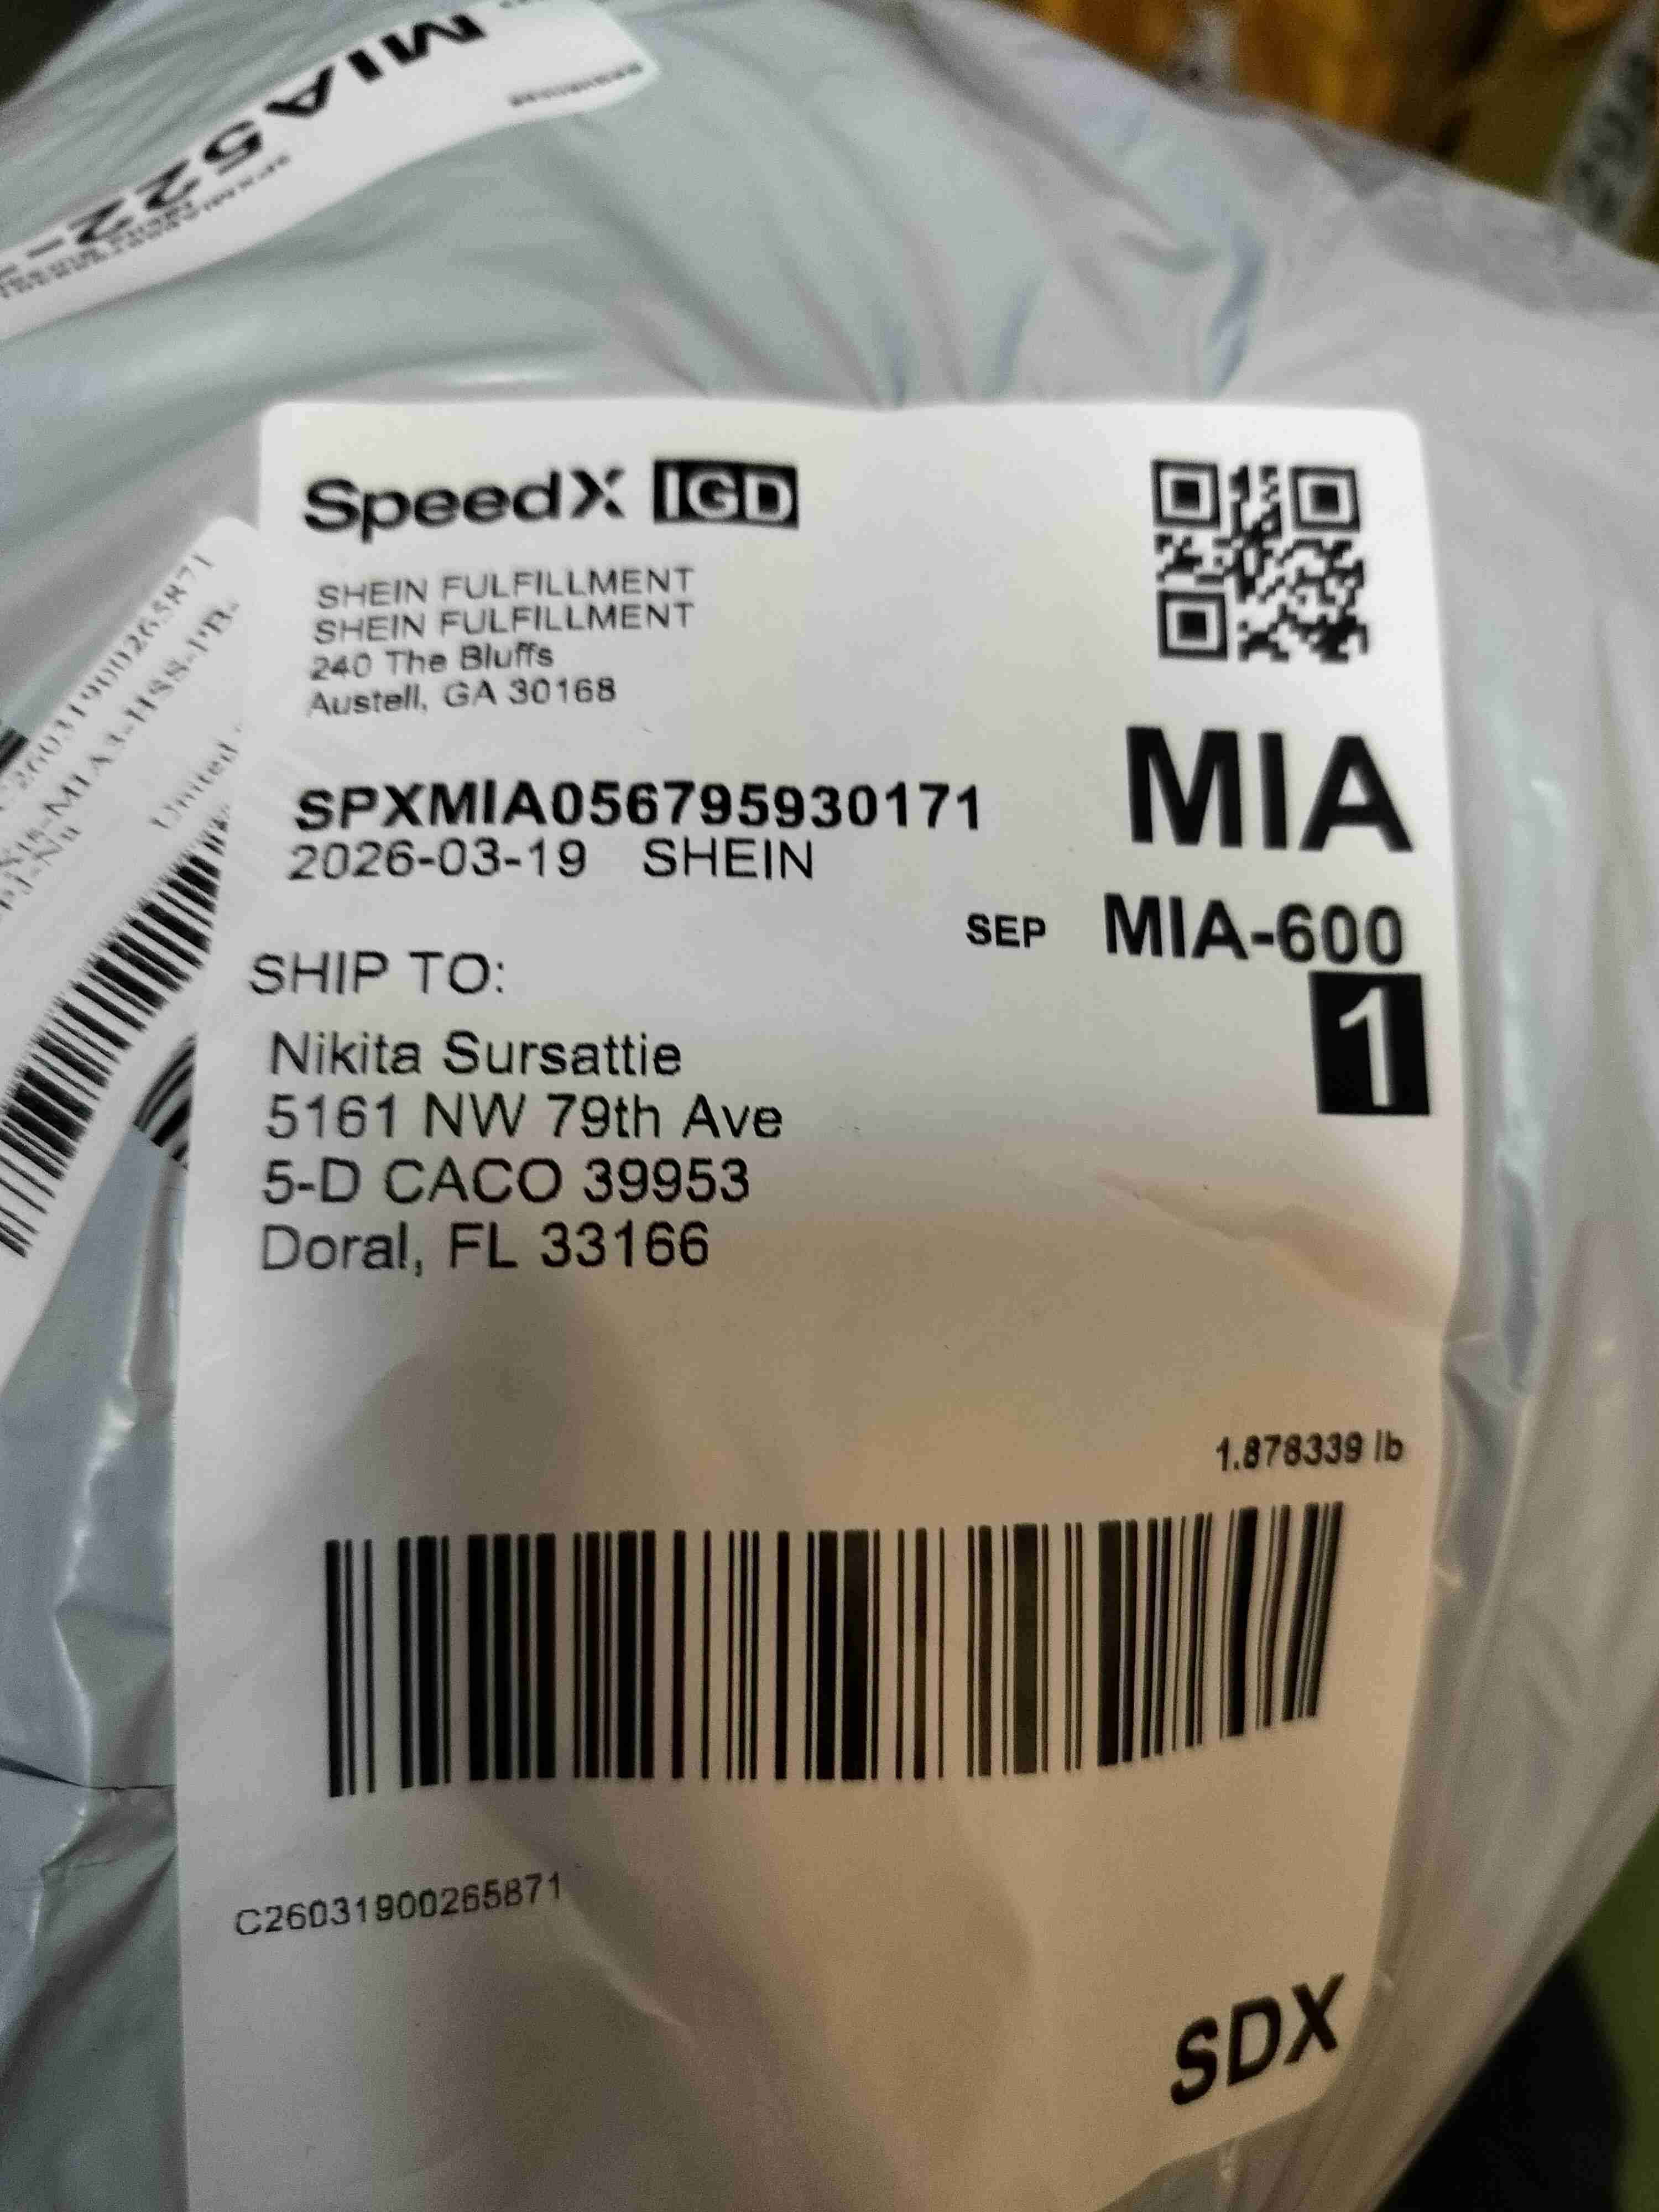 MIA522-
SpeedX IGD
SHEIN FULFILLMENT
SHEIN FULFILLMENT
240 The Bluffs
Austell, GA 30168
MIA
SPXMIA056795930171
2026-03-19 SHEIN
SEP MIA-600
1
SHIP TO:
Nikita Sursattie
5161 NW 79th Ave
5-D CACO 39953
Doral, FL 33166
1.878339 lb
C26031900265871
SDX
United